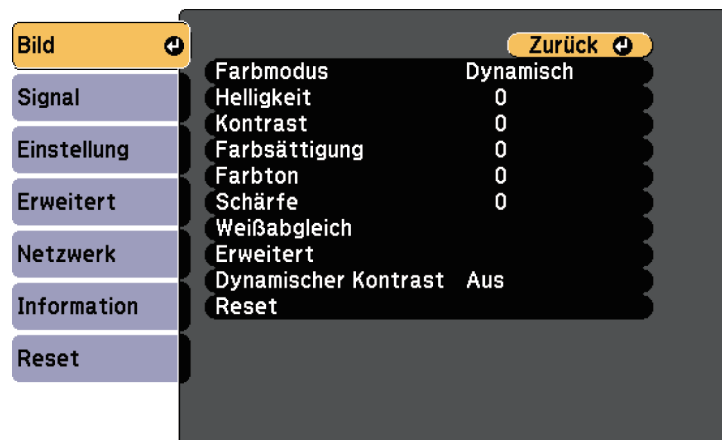 Bild
Signal
Einstellung
Erweitert
Netzwerk
Information
Reset
Zurück
Farbmodus Dynamisch
Helligkeit 0
Kontrast 0
Farbsättigung 0
Farbton 0
Schärfe 0
Weißabgleich
Erweitert
Dynamischer Kontrast Aus
Reset